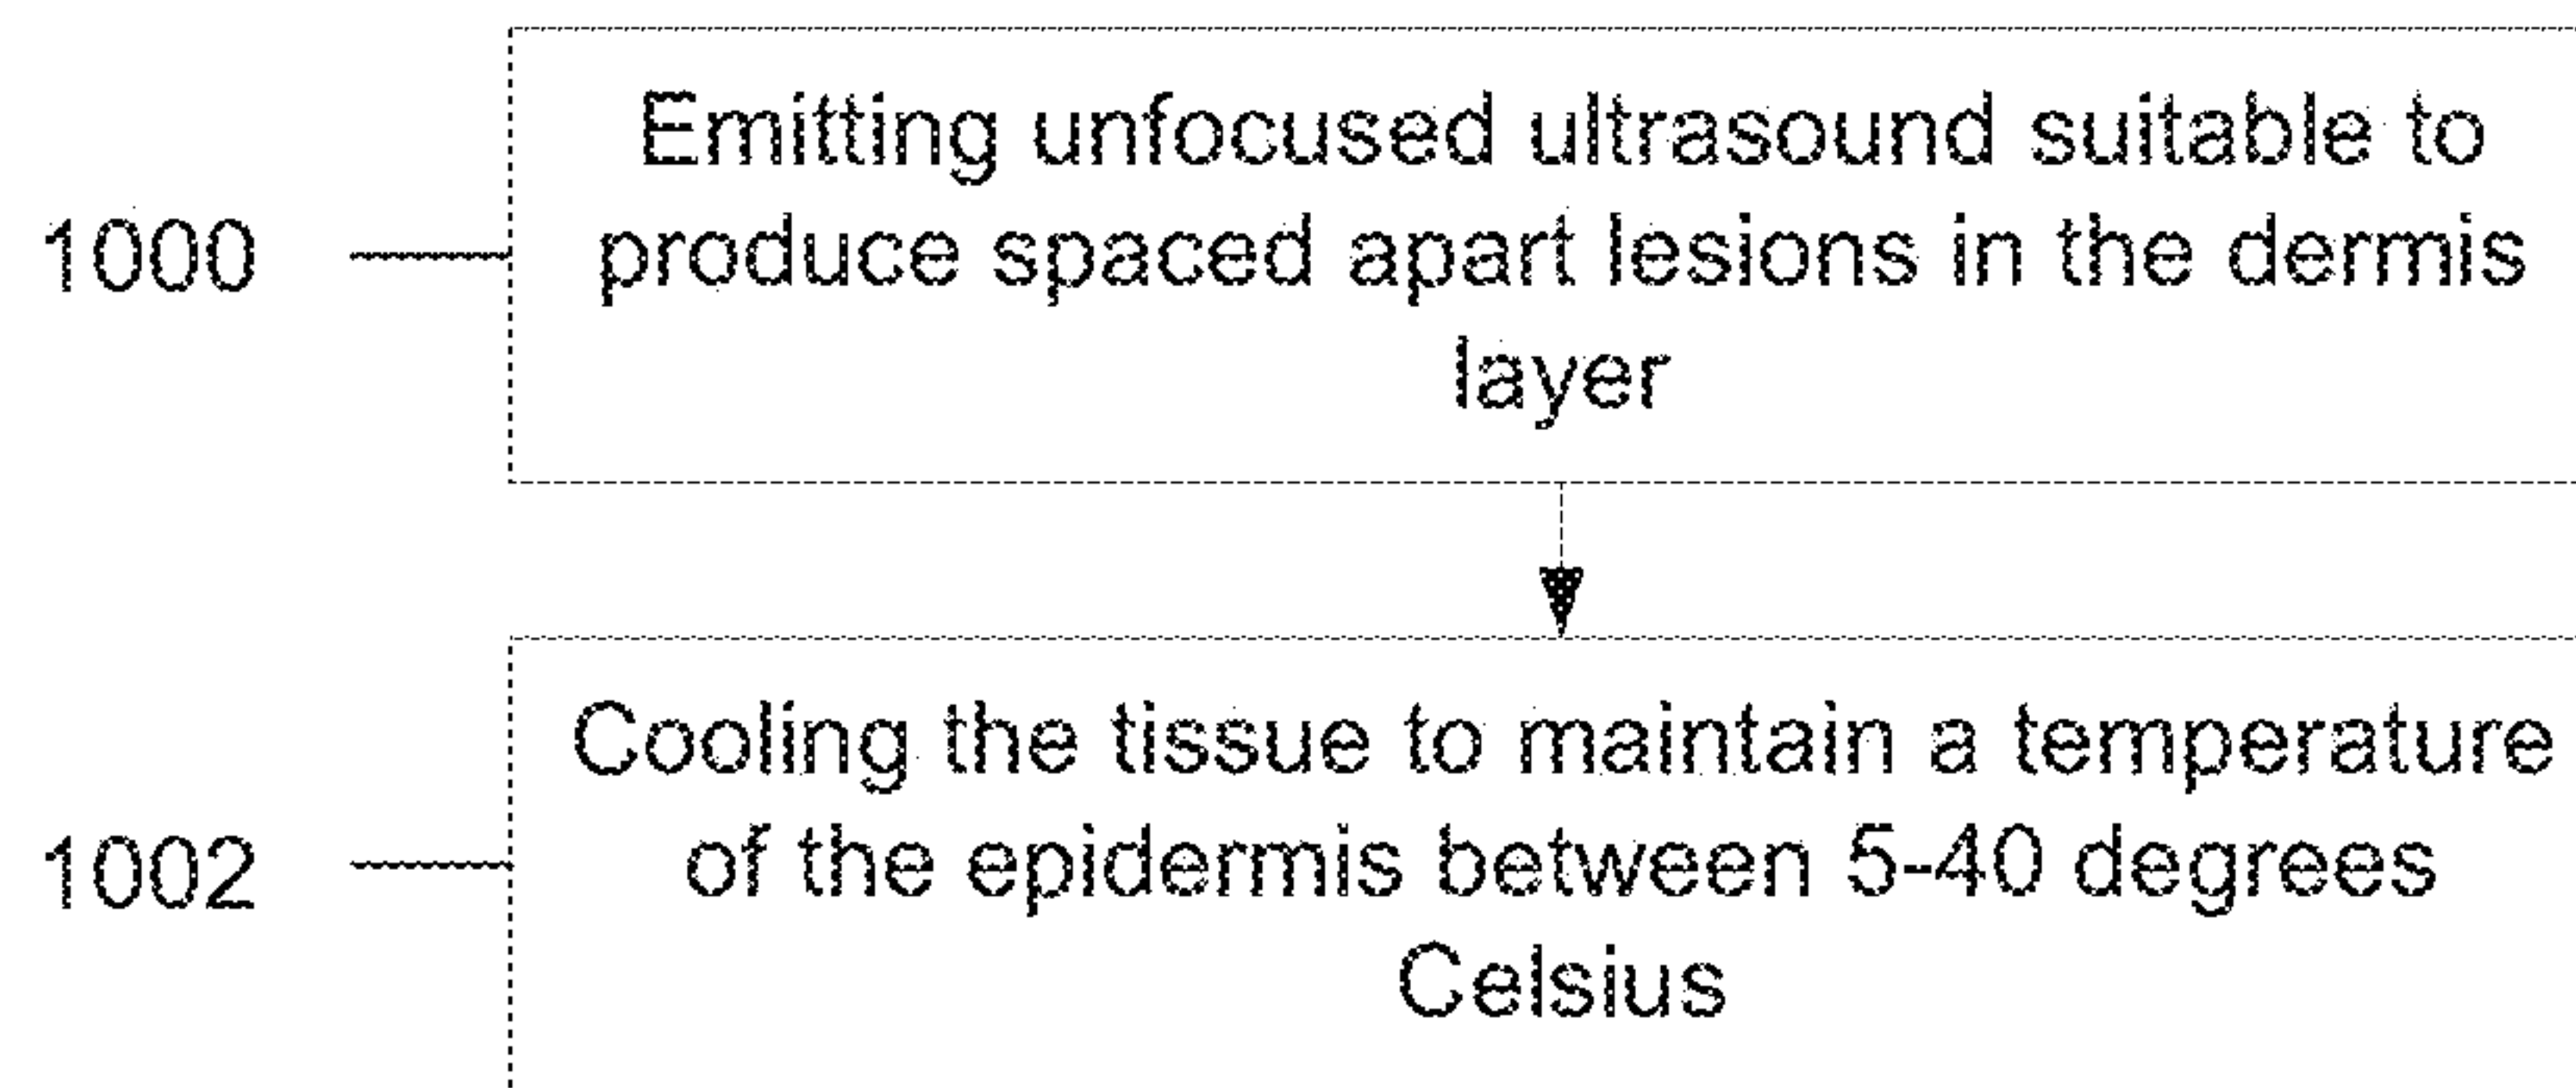 Emitting unfocused ultrasound suitable to
1000 produce spaced apart lesions in the dermis
layer
Cooling the tissue to maintain a temperature
1002 of the epidermis between 5-40 degrees
Celsius